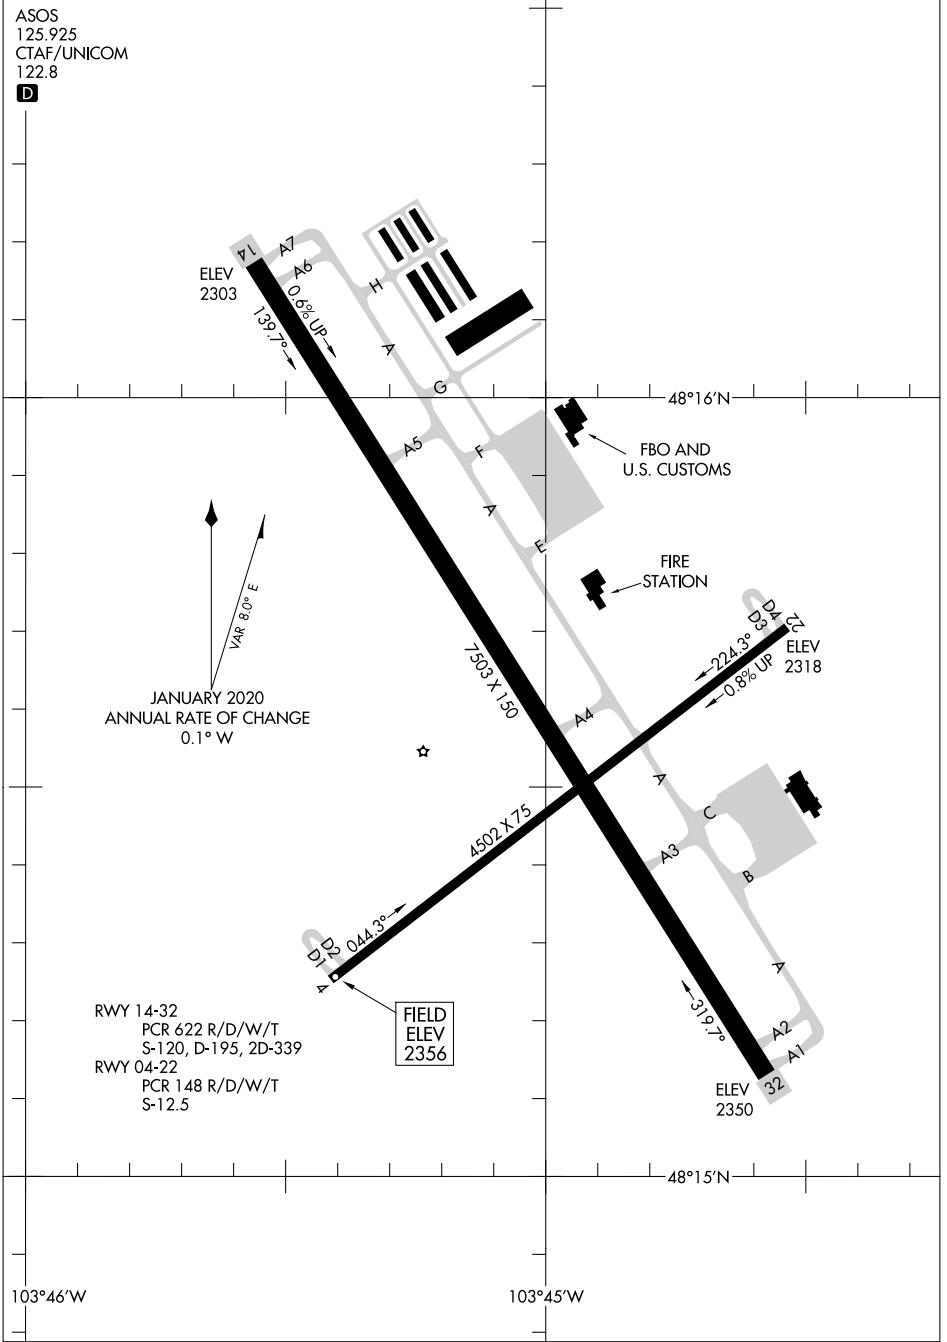 ASOS
125.925
CTAF/UNICOM
122.8
D
14
A7
A6
ELEV
2303
0.6% UP
139.7°
H
A
G
48°16'N
A5
F
FBO AND
U.S. CUSTOMS
A
E
FIRE
STATION
VAR 8.0° E
D4
D3
22
ELEV
2318
224.3°
0.8% UP
7503 X 150
JANUARY 2020
ANNUAL RATE OF CHANGE
0.1° W
A4
A
C
4502 X 75
A3
B
044.3°
D2
D1
4
A
FIELD
ELEV
2356
RWY 14-32
PCR 622 R/D/W/T
S-120, D-195, 2D-339
RWY 04-22
PCR 148 R/D/W/T
S-12.5
319.7°
A2
A1
32
ELEV
2350
48°15'N
103°46'W
103°45'W